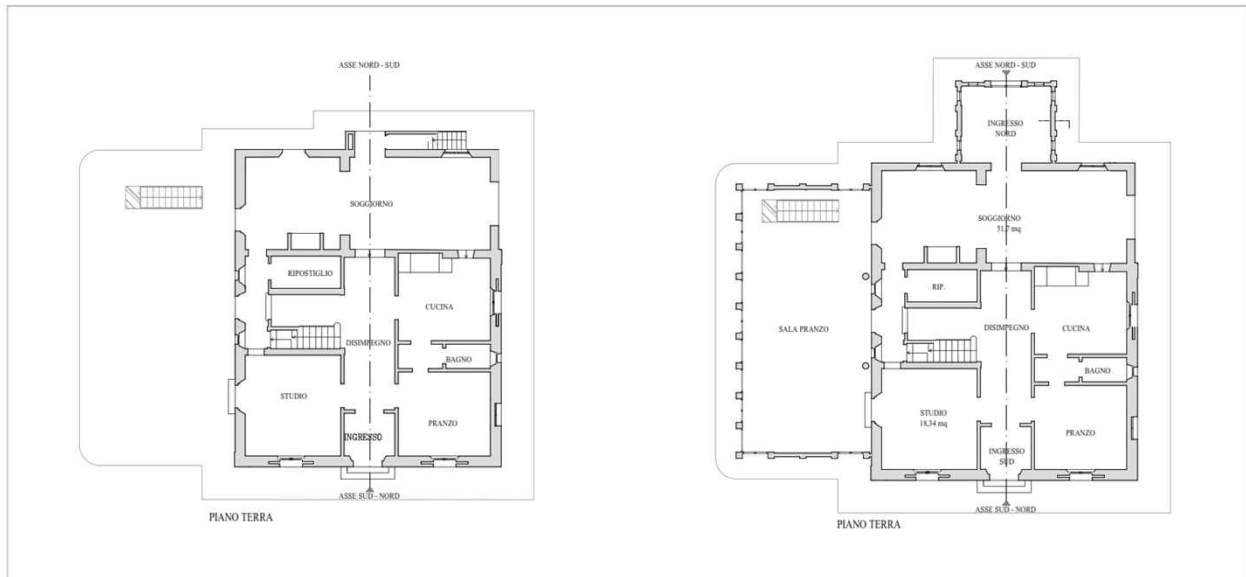 ASSE NORD - SUD
SOGGIORNO
RIPOSTIGLIO
CUCINA
DISIMPEGNO
BAGNO
STUDIO
PRANZO
INGRESSO
ASSE SUD - NORD
PIANO TERRA
ASSE NORD - SUD
INGRESSO
NORD
SOGGIORNO
51,7 mq
RIP.
SALA PRANZO
DISIMPEGNO
CUCINA
BAGNO
STUDIO
18,34 mq
PRANZO
INGRESSO
SUD
ASSE SUD - NORD
PIANO TERRA